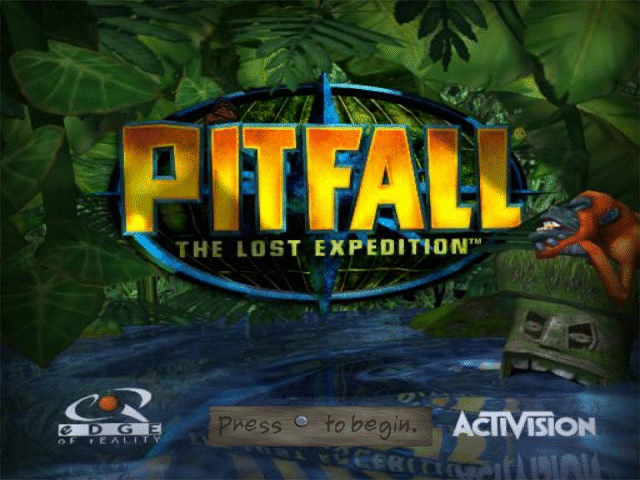 PITFALL®
THE LOST EXPEDITION™
EDGE
OF REALITY
Press to begin.
ACTIVISION